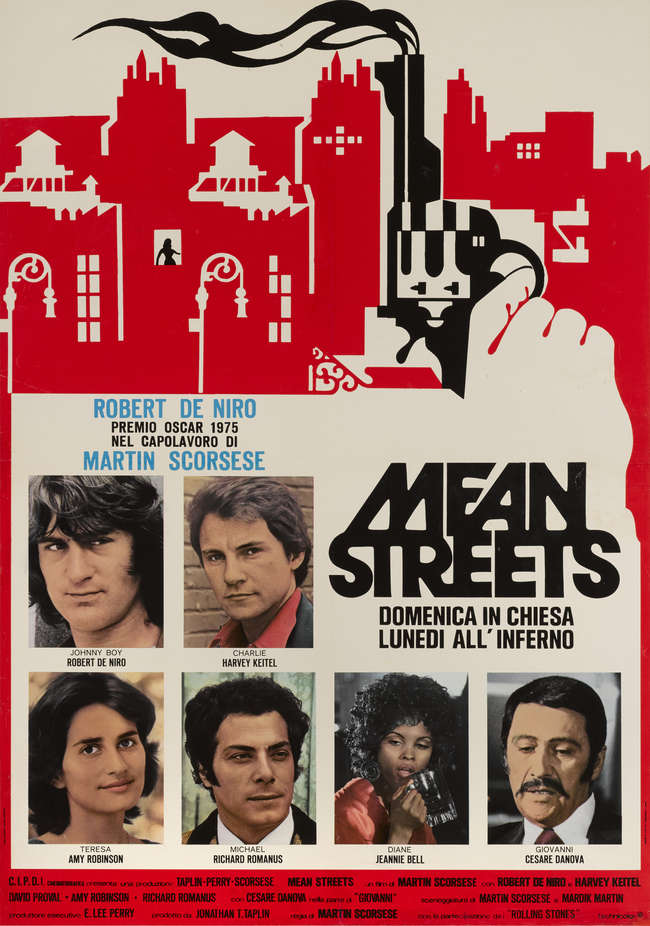 ROBERT DE NIRO
PREMIO OSCAR 1975
NEL CAPOLAVORO DI
MARTIN SCORSESE
MEAN
STREETS
DOMENICA IN CHIESA
LUNEDI ALL'INFERNO
JOHNNY BOY
ROBERT DE NIRO
CHARLIE
HARVEY KEITEL
TERESA
AMY ROBINSON
MICHAEL
RICHARD ROMANUS
DIANE
JEANNIE BELL
GIOVANNI
CESARE DANOVA
C.I.P.D.I. presenta una produzione TAPLIN-PERRY-SCORSESE MEAN STREETS un film di MARTIN SCORSESE con ROBERT DE NIRO e HARVEY KEITEL
DAVID PROVAL • AMY ROBINSON • RICHARD ROMANUS con CESARE DANOVA nella parte di "GIOVANNI" sceneggiatura di MARTIN SCORSESE e MARDIK MARTIN
produttore esecutivo E. LEE PERRY prodotto da JONATHAN T. TAPLIN regia di MARTIN SCORSESE con la partecipazione dei "ROLLING STONES" technicolor